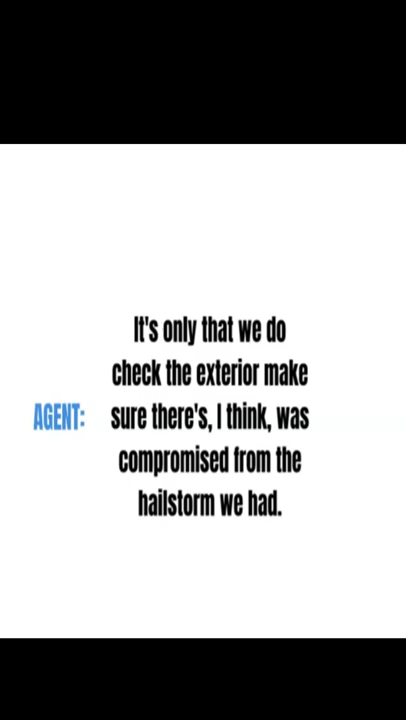 It's only that we do
check the exterior make
AGENT: sure there's, I think, was
compromised from the
hailstorm we had.